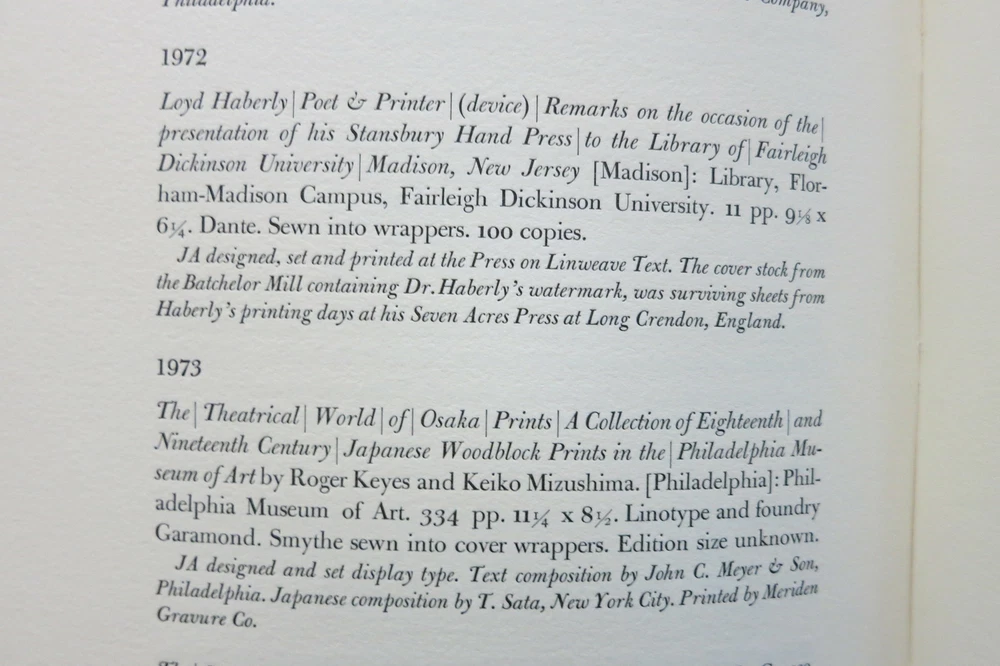 Philadelphia. Company,
1972
Loyd Haberly | Poet & Printer | (device) | Remarks on the occasion of the |
presentation of his Stansbury Hand Press | to the Library of | Fairleigh
Dickinson University | Madison, New Jersey [Madison]: Library, Flor-
ham-Madison Campus, Fairleigh Dickinson University. 11 pp. 9⅛ x
6¼. Dante. Sewn into wrappers. 100 copies.
JA designed, set and printed at the Press on Linweave Text. The cover stock from
the Batchelor Mill containing Dr. Haberly's watermark, was surviving sheets from
Haberly's printing days at his Seven Acres Press at Long Crendon, England.
1973
The | Theatrical | World | of | Osaka | Prints | A Collection of Eighteenth | and
Nineteenth Century | Japanese Woodblock Prints in the | Philadelphia Mu-
seum of Art by Roger Keyes and Keiko Mizushima. [Philadelphia]: Phil-
adelphia Museum of Art. 334 pp. 11¼ x 8½. Linotype and foundry
Garamond. Smythe sewn into cover wrappers. Edition size unknown.
JA designed and set display type. Text composition by John C. Meyer & Son,
Philadelphia. Japanese composition by T. Sata, New York City. Printed by Meriden
Gravure Co.